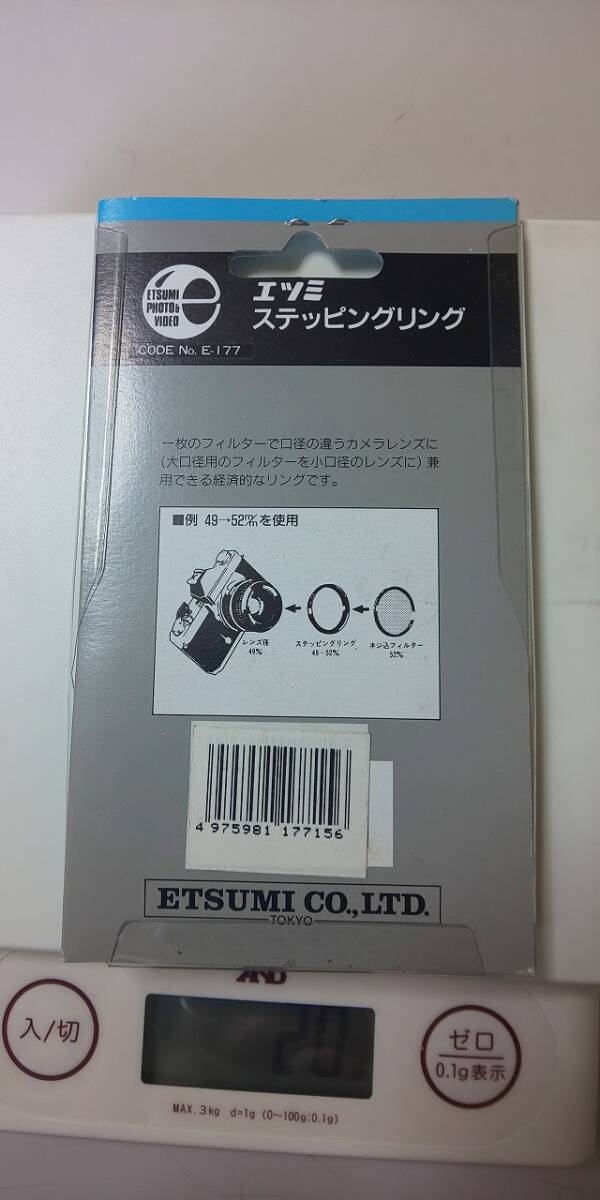 ETSUMI
PHOTO&
VIDEO
エツミ
ステッピングリング
CODE No. E-177
一枚のフィルターで口径の違うカメラレンズに
(大口径用のフィルターを小口径のレンズに)兼
用できる経済的なリングです。
■例 49→52m/mを使用
レンズ径
49m/m
ステッピングリング
49→52m/m
ネジ込フィルター
52m/m
4 975981 177156
ETSUMI CO.,LTD.
TOKYO
AND
入/切
ゼロ
0.1g表示
MAX. 3kg d=1g (0~100g:0.1g)